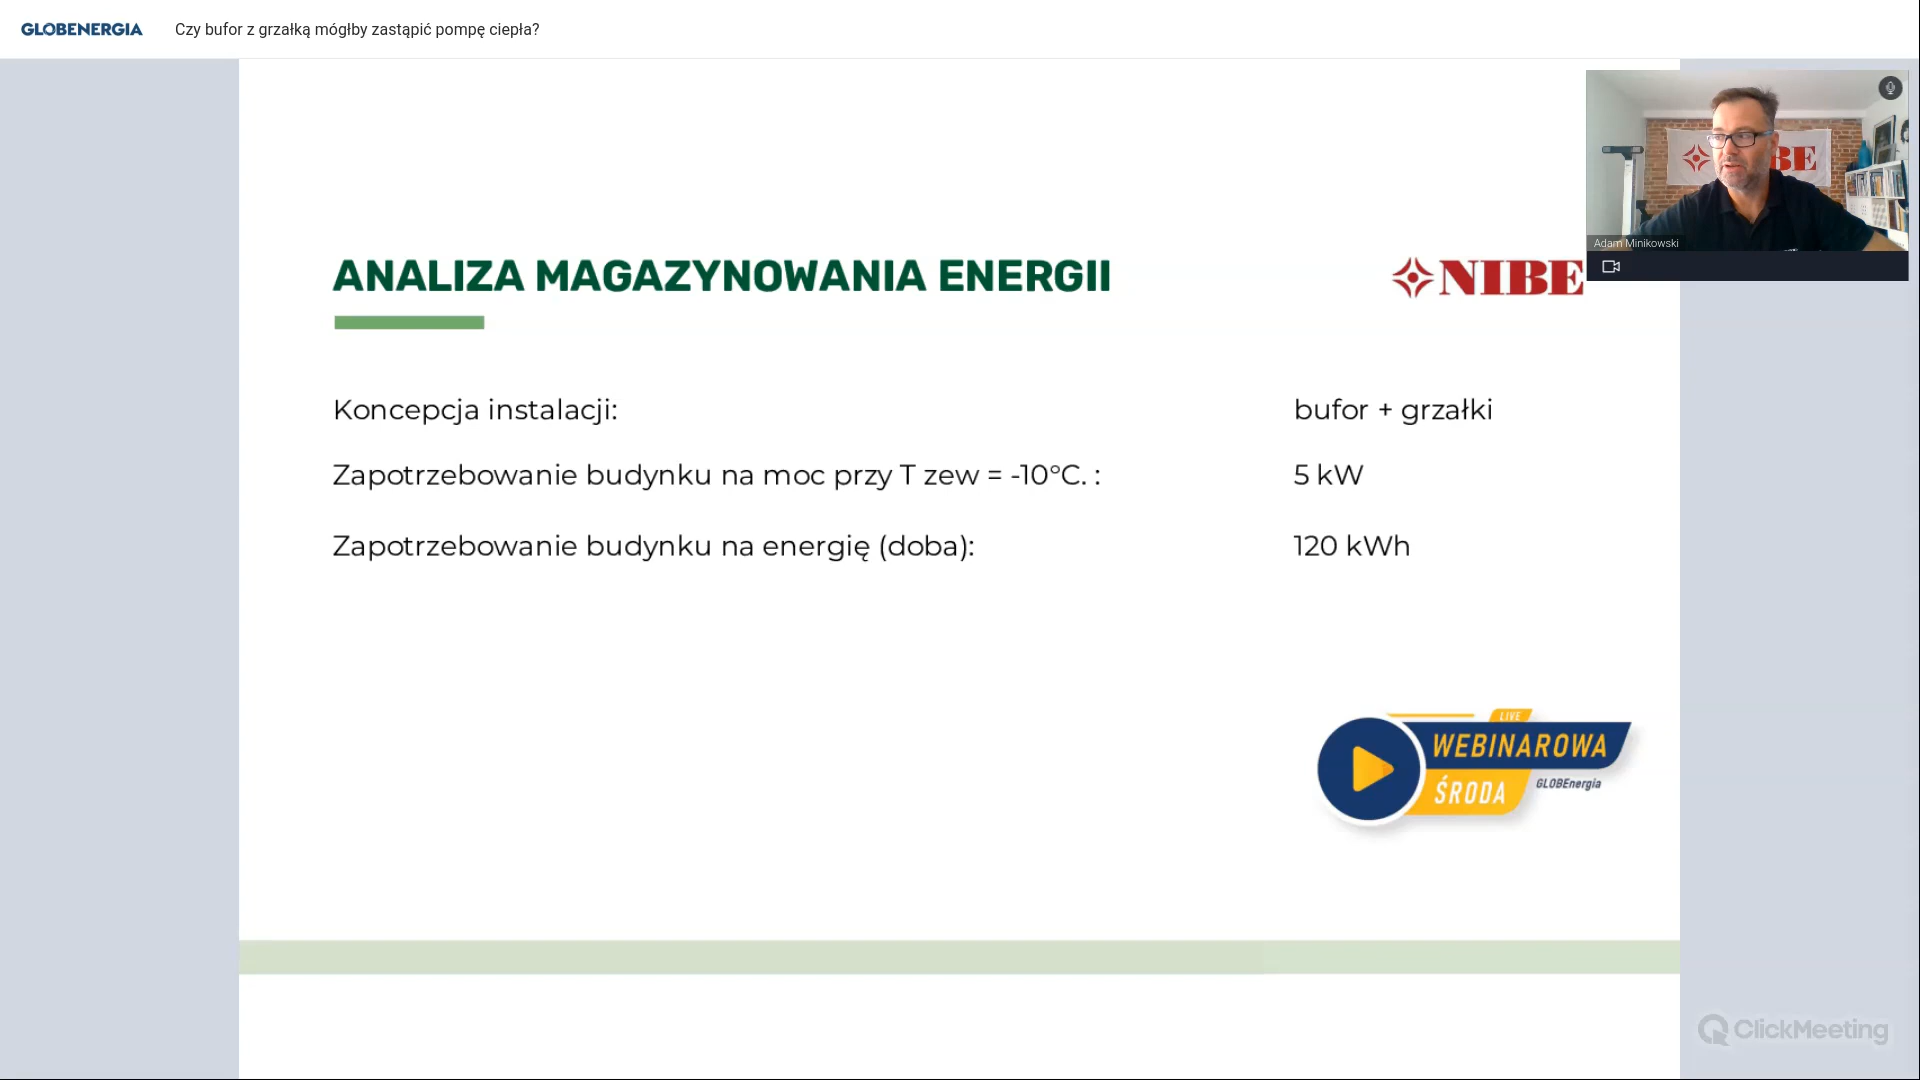 GLOBENERGIA
Czy bufor z grzałką mógłby zastąpić pompę ciepła?
BE
Adam Minikowski
ANALIZA MAGAZYNOWANIA ENERGII
NIBE
Koncepcja instalacji: bufor + grzałki
Zapotrzebowanie budynku na moc przy T zew = -10°C. : 5 kW
Zapotrzebowanie budynku na energię (doba): 120 kWh
LIVE
WEBINAROWA
ŚRODA
GLOBEnergia
ClickMeeting